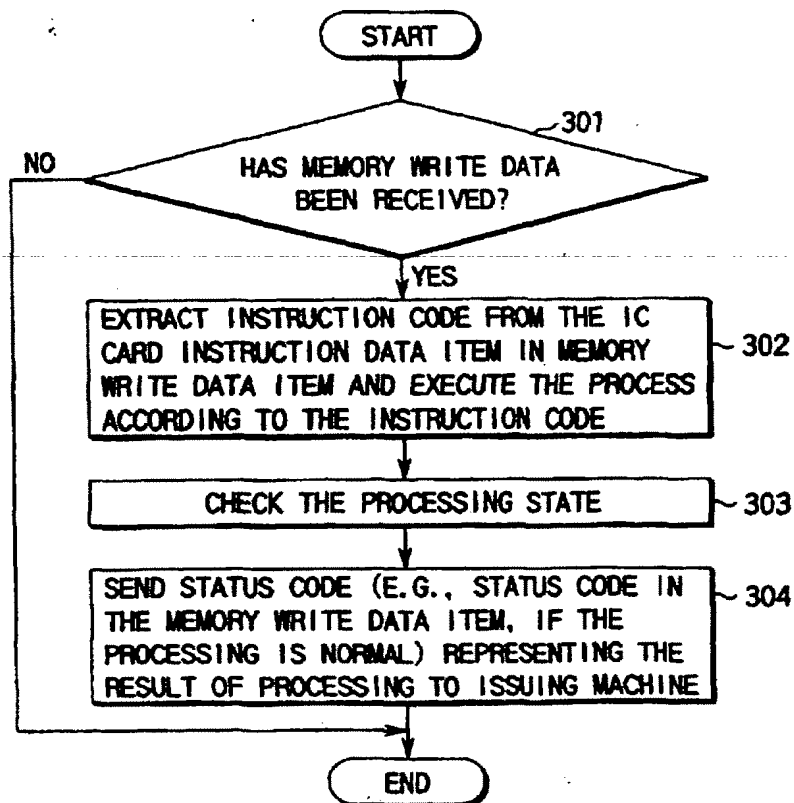 START
301
NO
HAS MEMORY WRITE DATA
BEEN RECEIVED?
YES
EXTRACT INSTRUCTION CODE FROM THE IC
CARD INSTRUCTION DATA ITEM IN MEMORY
WRITE DATA ITEM AND EXECUTE THE PROCESS
ACCORDING TO THE INSTRUCTION CODE
302
CHECK THE PROCESSING STATE
303
SEND STATUS CODE (E.G., STATUS CODE IN
THE MEMORY WRITE DATA ITEM, IF THE
PROCESSING IS NORMAL) REPRESENTING THE
RESULT OF PROCESSING TO ISSUING MACHINE
304
END